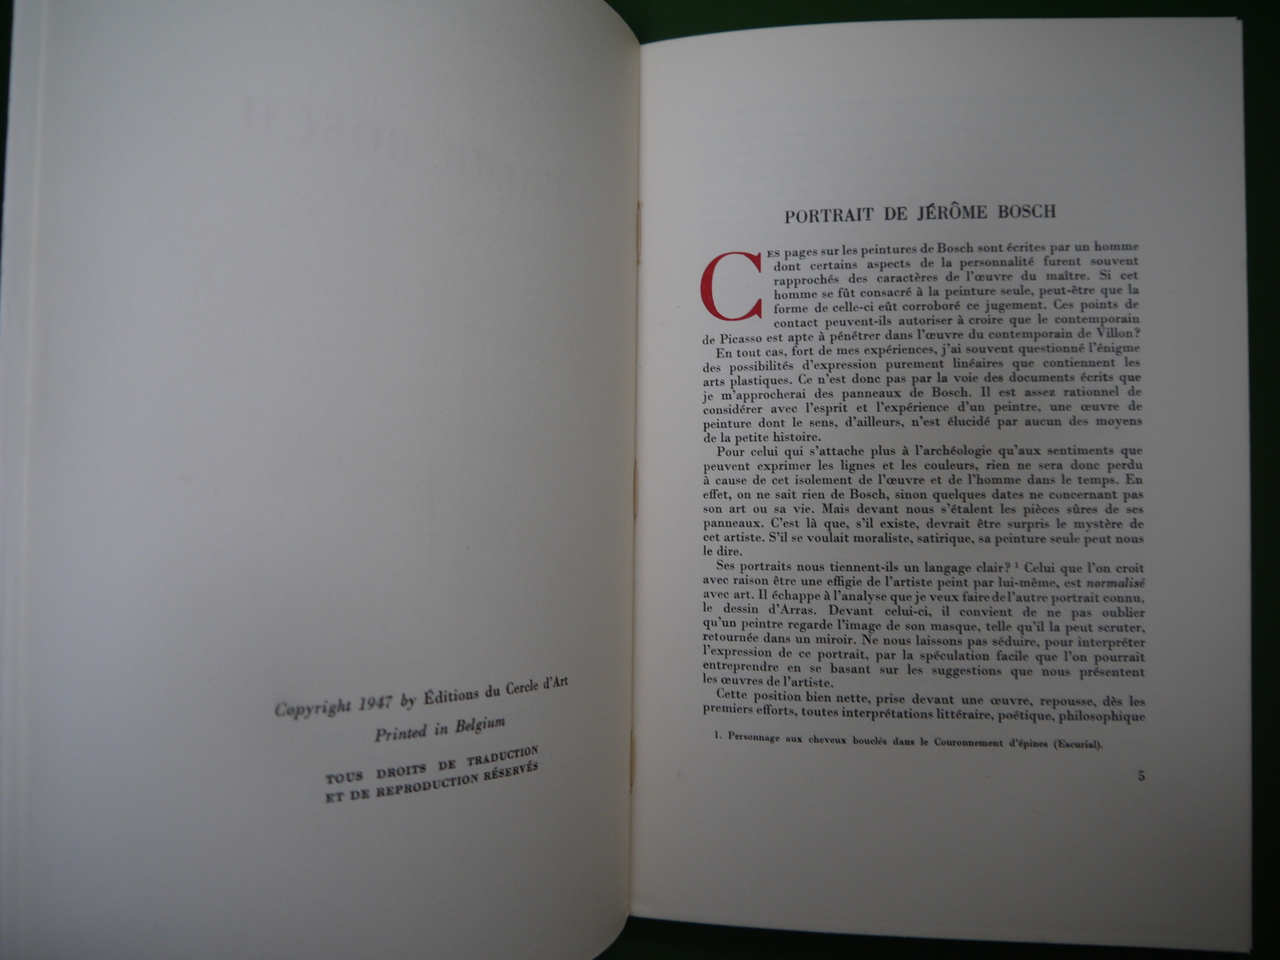 Copyright 1947 by Éditions du Cercle d'Art
Printed in Belgium
TOUS DROITS DE TRADUCTION
ET DE REPRODUCTION RÉSERVÉS
PORTRAIT DE JÉRÔME BOSCH
CES pages sur les peintures de Bosch sont écrites par un homme
dont certains aspects de la personnalité furent souvent
rapprochés des caractères de l'œuvre du maître. Si cet
homme se fût consacré à la peinture seule, peut-être que la
forme de celle-ci eût corroboré ce jugement. Ces points de
contact peuvent-ils autoriser à croire que le contemporain
de Picasso est apte à pénétrer dans l'œuvre du contemporain de Villon?
En tout cas, fort de mes expériences, j'ai souvent questionné l'énigme
des possibilités d'expression purement linéaires que contiennent les
arts plastiques. Ce n'est donc pas par la voie des documents écrits que
je m'approcherai des panneaux de Bosch. Il est assez rationnel de
considérer avec l'esprit et l'expérience d'un peintre, une œuvre de
peinture dont le sens, d'ailleurs, n'est élucidé par aucun des moyens
de la petite histoire.
Pour celui qui s'attache plus à l'archéologie qu'aux sentiments que
peuvent exprimer les lignes et les couleurs, rien ne sera donc perdu
à cause de cet isolement de l'œuvre et de l'homme dans le temps. En
effet, on ne sait rien de Bosch, sinon quelques dates ne concernant pas
son art ou sa vie. Mais devant nous s'étalent les pièces sûres de ses
panneaux. C'est là que, s'il existe, devrait être surpris le mystère de
cet artiste. S'il se voulait moraliste, satirique, sa peinture seule peut nous
le dire.
Ses portraits nous tiennent-ils un langage clair? ¹ Celui que l'on croit
avec raison être une effigie de l'artiste peint par lui-même, est normalisé
avec art. Il échappe à l'analyse que je veux faire de l'autre portrait connu,
le dessin d'Arras. Devant celui-ci, il convient de ne pas oublier
qu'un peintre regarde l'image de son masque, telle qu'il la peut scruter,
retournée dans un miroir. Ne nous laissons pas séduire, pour interpréter
l'expression de ce portrait, par la spéculation facile que l'on pourrait
entreprendre en se basant sur les suggestions que nous présentent
les œuvres de l'artiste.
Cette position bien nette, prise devant une œuvre, repousse, dès les
premiers efforts, toutes interprétations littéraire, poétique, philosophique
1. Personnage aux cheveux bouclés dans le Couronnement d'épines (Escurial).
5